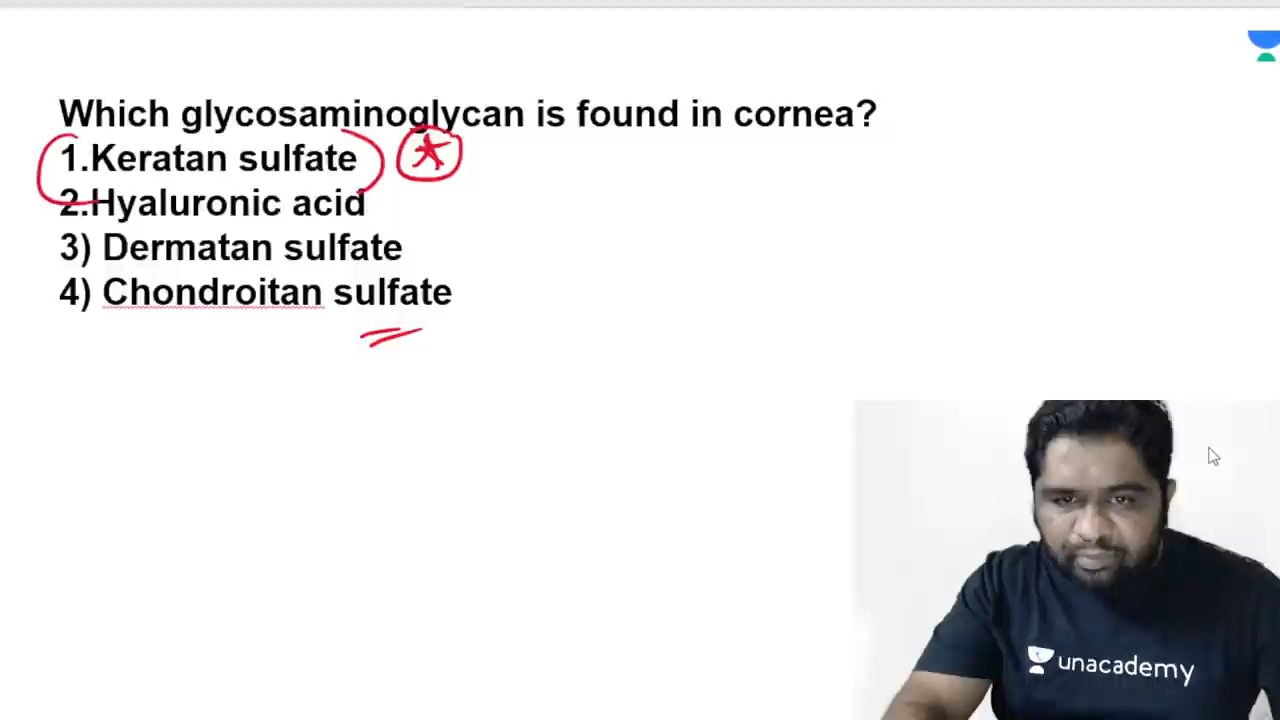 Which glycosaminoglycan is found in cornea?
1.Keratan sulfate
2.Hyaluronic acid
3) Dermatan sulfate
4) Chondroitan sulfate
unacademy